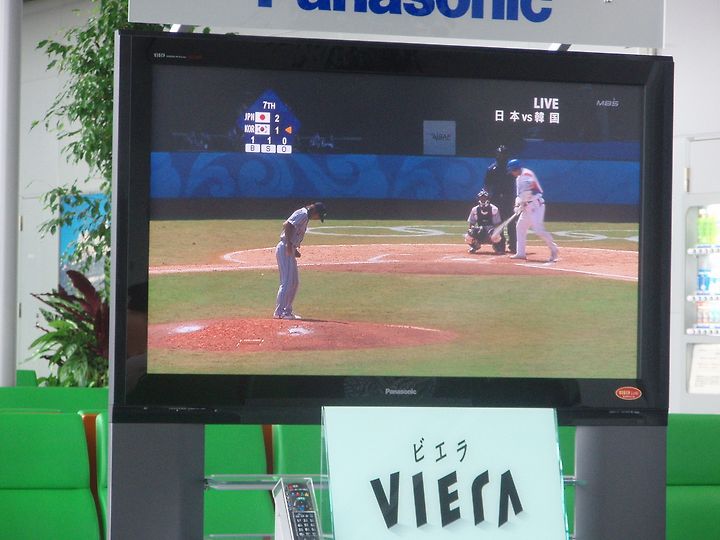 Panasonic
7TH
JPN 2
KOR 1
1 1 0
B S O
LIVE
日本vs韓国
MBS
Panasonic
ビエラ
VIERA